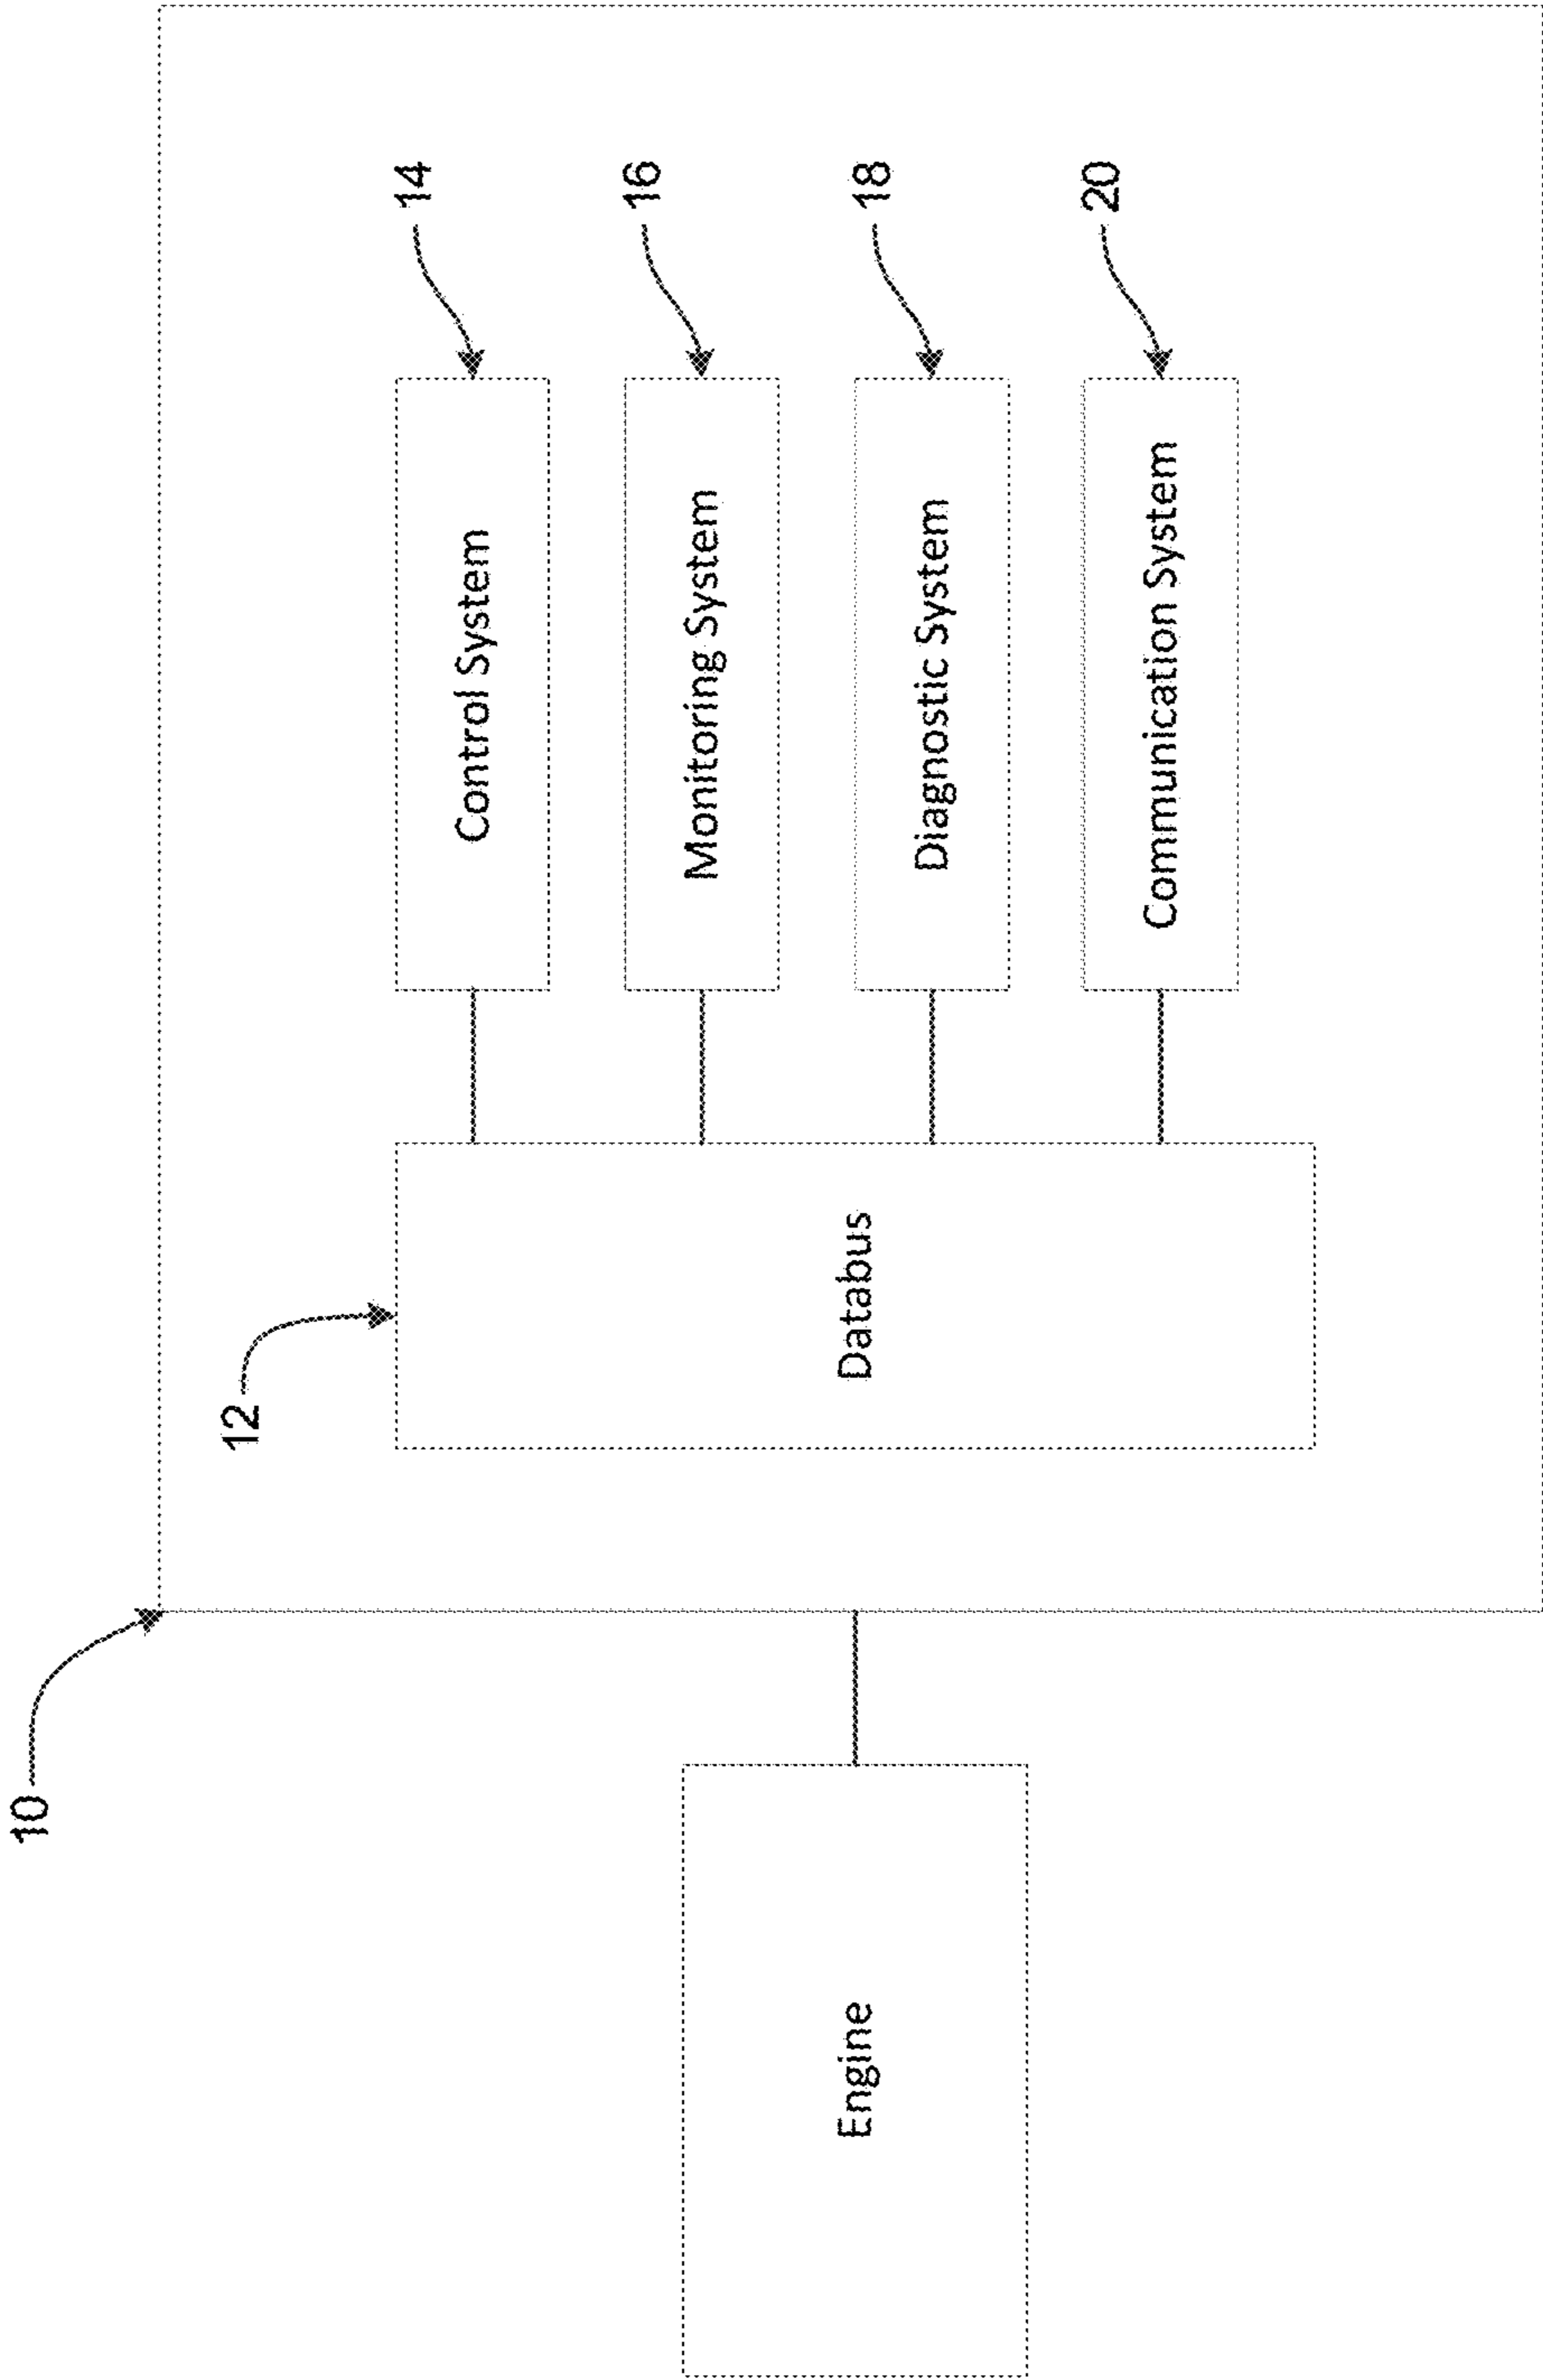 10
12
14
Control System
16
Monitoring System
18
Diagnostic System
20
Communication System
Databus
Engine